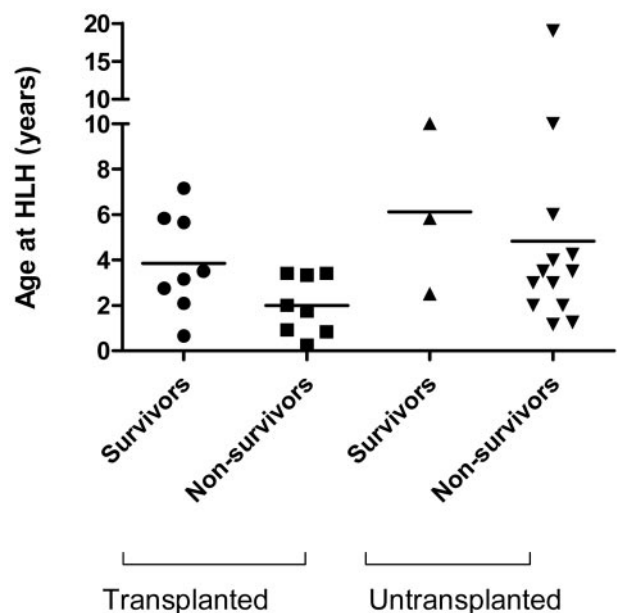 Age at HLH (years)
20
15
10
10
8
6
4
2
0
Survivors
Non-survivors
Survivors
Non-survivors
Transplanted
Untransplanted